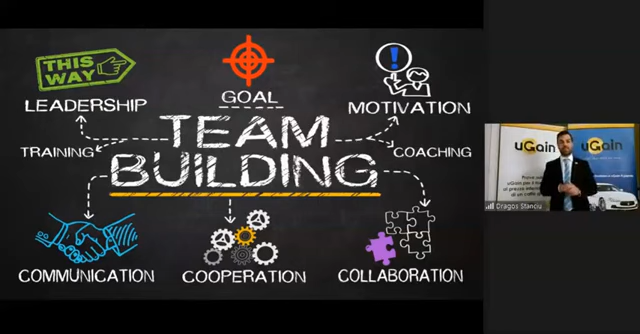 THIS
WAY
LEADERSHIP
GOAL
MOTIVATION
TEAM
BUILDING
TRAINING
COACHING
COMMUNICATION
COOPERATION
COLLABORATION
uGain
uGain
Dragos Stanciu